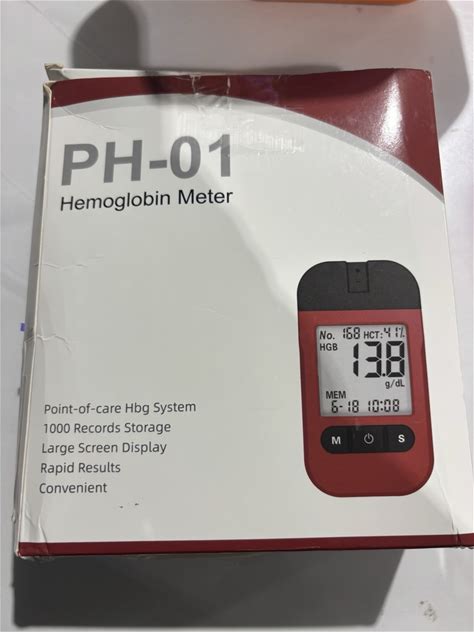 PH-01
Hemoglobin Meter
No. 168 HCT:41%
HGB 13.8
g/dL
MEM
6-18 10:08
M S
Point-of-care Hbg System
1000 Records Storage
Large Screen Display
Rapid Results
Convenient